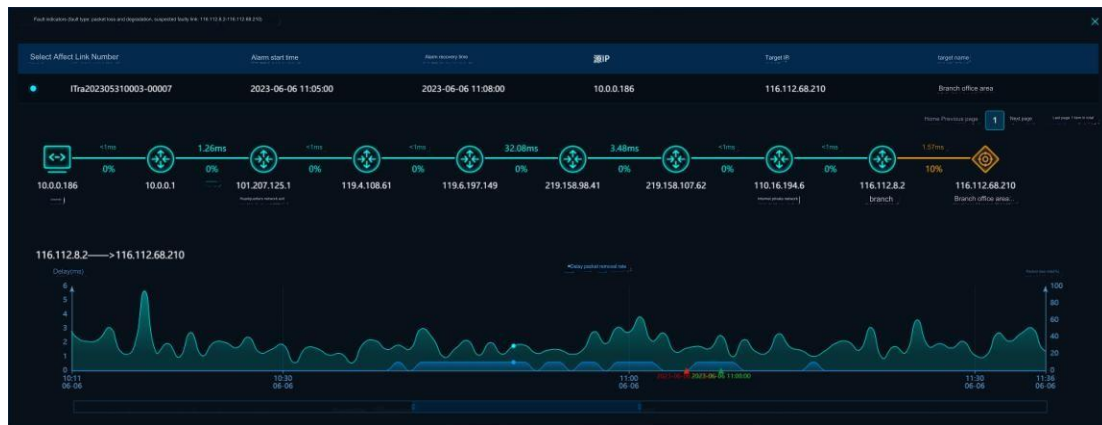 Fault indicators (fault type: packet loss and degradation, suspected faulty link: 116.112.8.2-116.112.68.210)
Select Affect Link Number Alarm start time Alarm recovery time 源IP Target IP target name
ITra202305310003-00007 2023-06-06 11:05:00 2023-06-06 11:08:00 10.0.0.186 116.112.68.210 Branch office area
Home Previous page 1 Next page
<1ms 1.26ms <1ms <1ms 32.08ms 3.48ms <1ms <1ms 1.57ms
0% 0% 0% 0% 0% 0% 0% 10%
10.0.0.186 10.0.0.1 101.207.125.1 119.4.108.61 119.6.197.149 219.158.98.41 219.158.107.62 110.16.194.6 116.112.8.2 116.112.68.210
branch Branch office area...
116.112.8.2——>116.112.68.210
Delay(ms) Delay packet removal rate
6 100
5 80
4 60
3 40
2 20
1
0 0
2023-06-06 2023-06-06 11:08:00
10:11 10:30 11:00 11:30 11:36
06-06 06-06 06-06 06-06 06-06